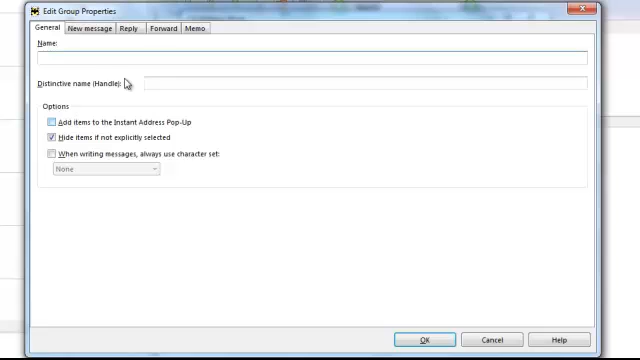 Edit Group Properties
General New message Reply Forward Memo
Name:
Distinctive name (Handle):
Options
Add items to the Instant Address Pop-Up
Hide items if not explicitly selected
When writing messages, always use character set:
None
OK Cancel Help